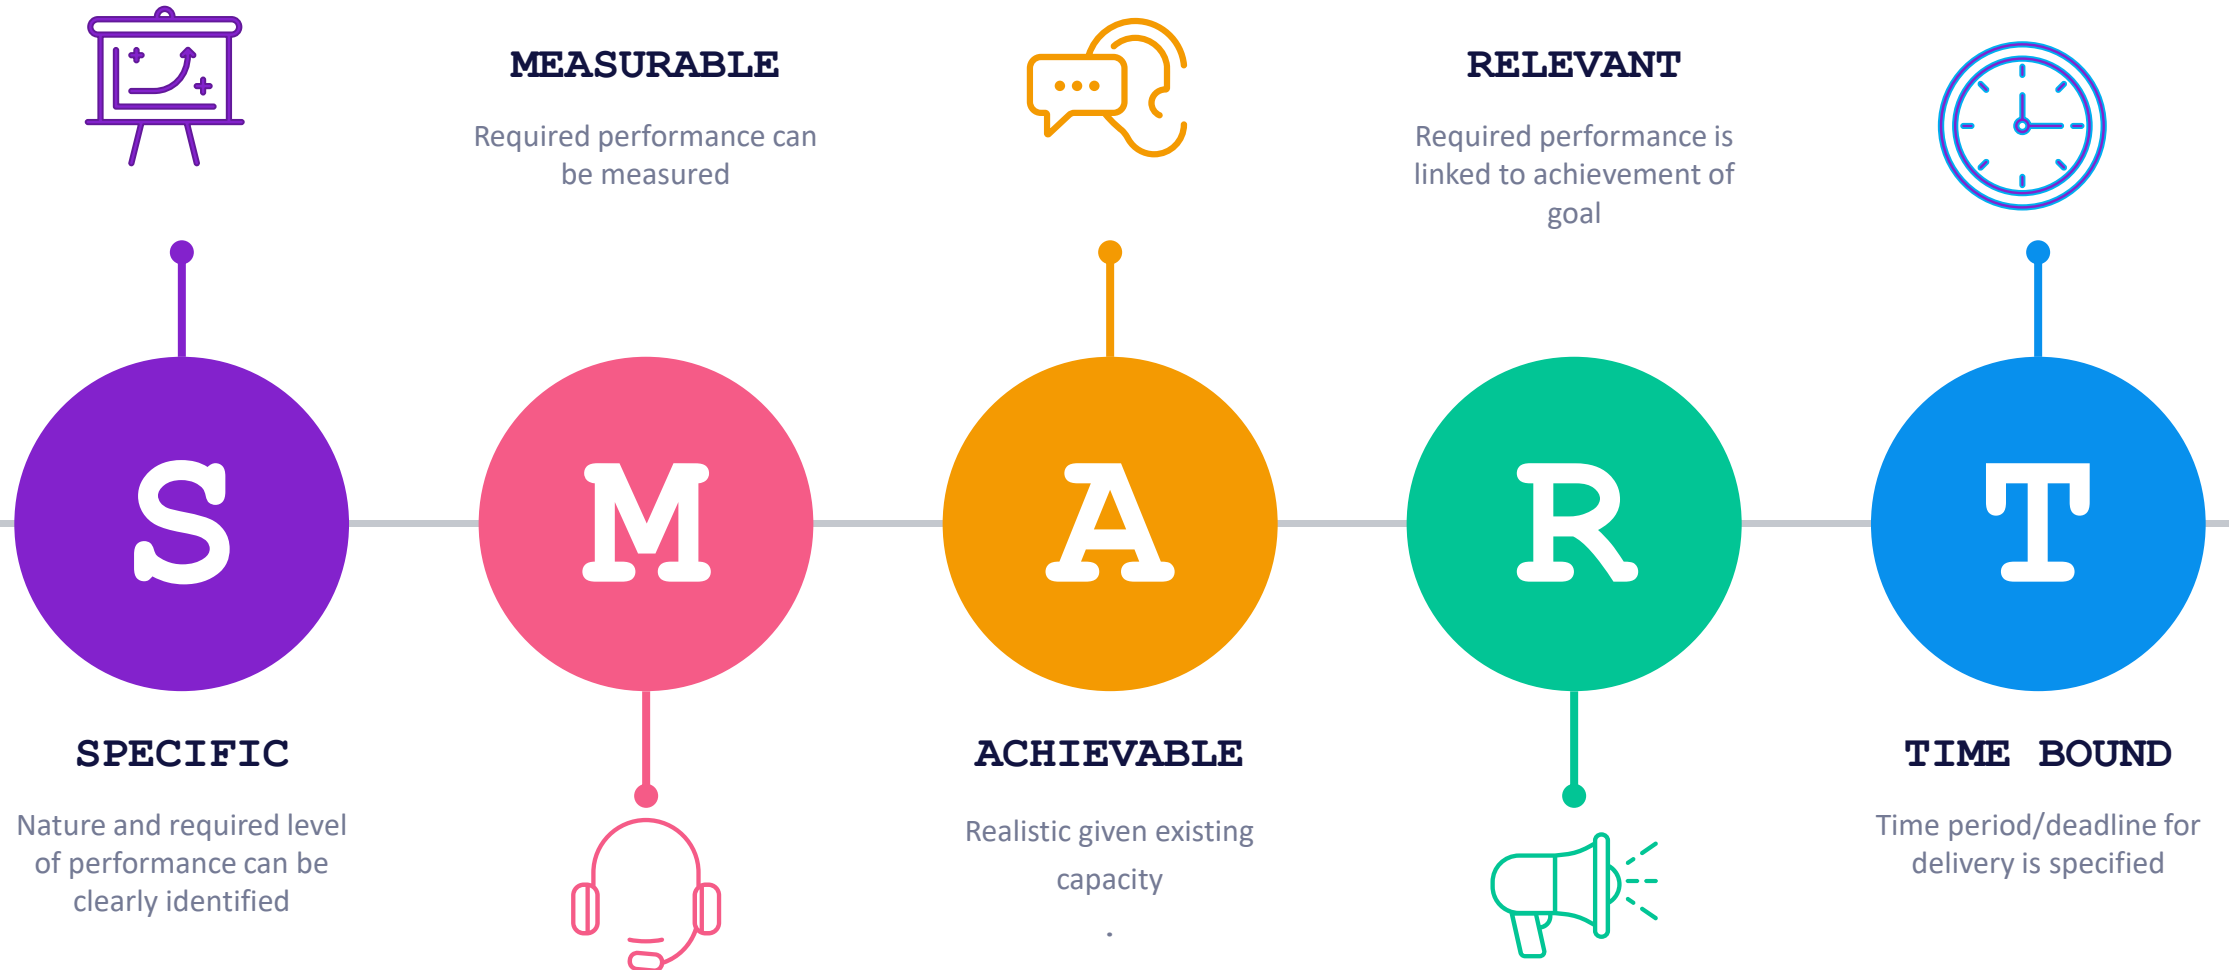 MEASURABLE
Required performance can
be measured
RELEVANT
Required performance is
linked to achievement of
goal
S
M
A
R
T
SPECIFIC
Nature and required level
of performance can be
clearly identified
ACHIEVABLE
Realistic given existing
capacity
.
TIME BOUND
Time period/deadline for
delivery is specified